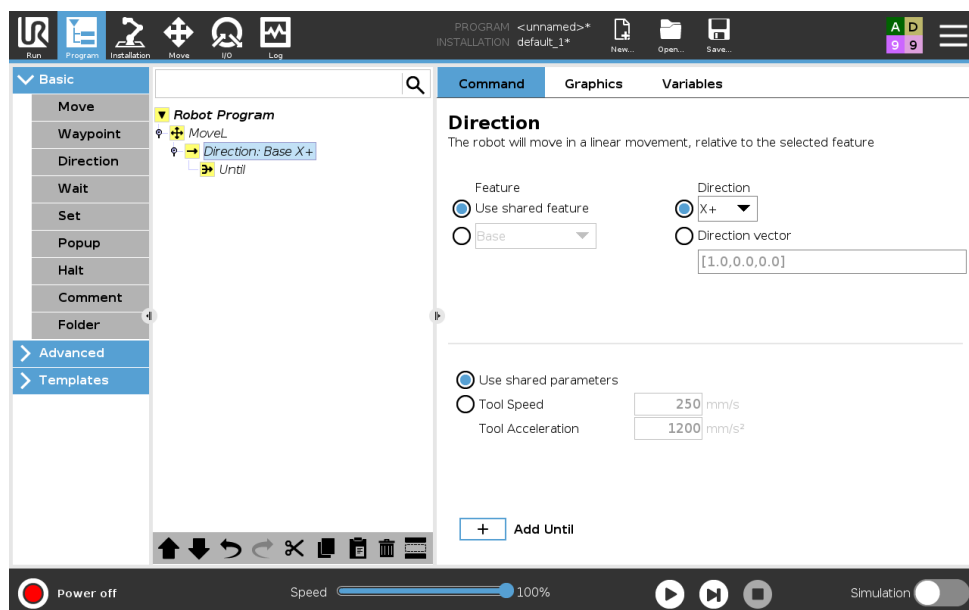 UR
PROGRAM <unnamed>*
INSTALLATION default_1*
A D
9 9
Run
Program
Installation
Move
I/O
Log
New...
Open...
Save...
Basic
Move
Waypoint
Direction
Wait
Set
Popup
Halt
Comment
Folder
Advanced
Templates
Robot Program
MoveL
Direction: Base X+
Until
Command Graphics Variables
Direction
The robot will move in a linear movement, relative to the selected feature
Feature
Use shared feature
Base
Direction
X+
Direction vector
[1.0,0.0,0.0]
Use shared parameters
Tool Speed 250 mm/s
Tool Acceleration 1200 mm/s²
+ Add Until
Power off
Speed 100%
Simulation